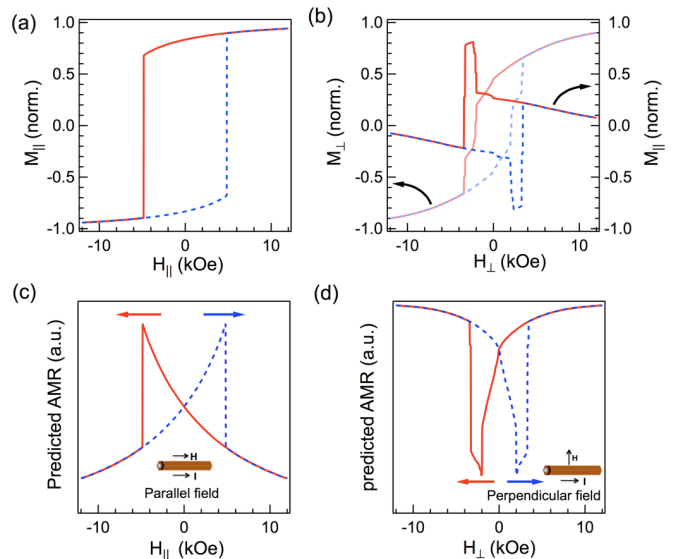 (a)
1.0
0.5
0.0
-0.5
-1.0
M|| (norm.)
-10
0
10
H|| (kOe)
(b)
1.0
0.5
0.0
-0.5
-1.0
M⊥ (norm.)
1.0
0.5
0.0
-0.5
-1.0
M|| (norm.)
-10
0
10
H⊥ (kOe)
(c)
Predicted AMR (a.u.)
H
I
Parallel field
-10
0
10
H|| (kOe)
(d)
predicted AMR (a.u.)
H
I
Perpendicular field
-10
0
10
H⊥ (kOe)